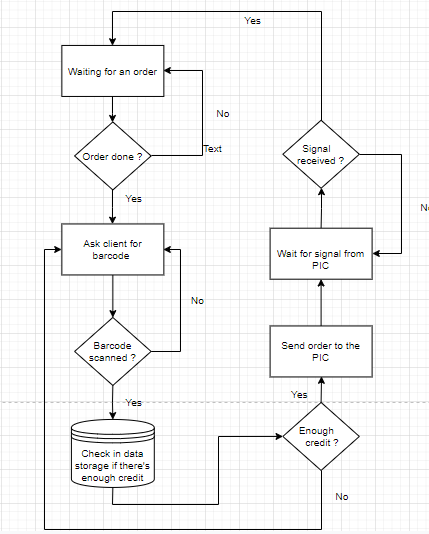 Yes
Waiting for an order
No
Order done ?
Text
Signal
received ?
Yes
N
Ask client for
barcode
Wait for signal from
PIC
No
Send order to the
PIC
Barcode
scanned ?
Yes
Yes
Check in data
storage if there's
enough credit
Enough
credit ?
No